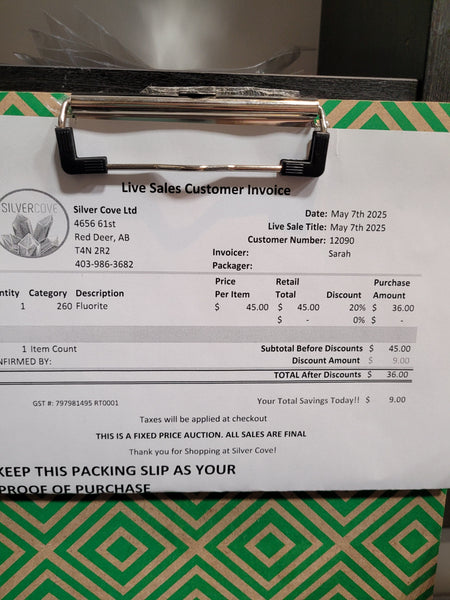 Live Sales Customer Invoice
SILVERCOVE
Silver Cove Ltd
4656 61st
Red Deer, AB
T4N 2R2
403-986-3682
Date: May 7th 2025
Live Sale Title: May 7th 2025
Customer Number: 12090
Invoicer: Sarah
Packager:
ntity Category Description Price Per Item Retail Total Discount Purchase Amount
1 260 Fluorite $ 45.00 $ 45.00 20% $ 36.00
$ - 0% $ -
1 Item Count Subtotal Before Discounts $ 45.00
NFIRMED BY: Discount Amount $ 9.00
TOTAL After Discounts $ 36.00
GST #: 797981495 RT0001 Your Total Savings Today!! $ 9.00
Taxes will be applied at checkout
THIS IS A FIXED PRICE AUCTION. ALL SALES ARE FINAL
Thank you for Shopping at Silver Cove!
KEEP THIS PACKING SLIP AS YOUR
PROOF OF PURCHASE